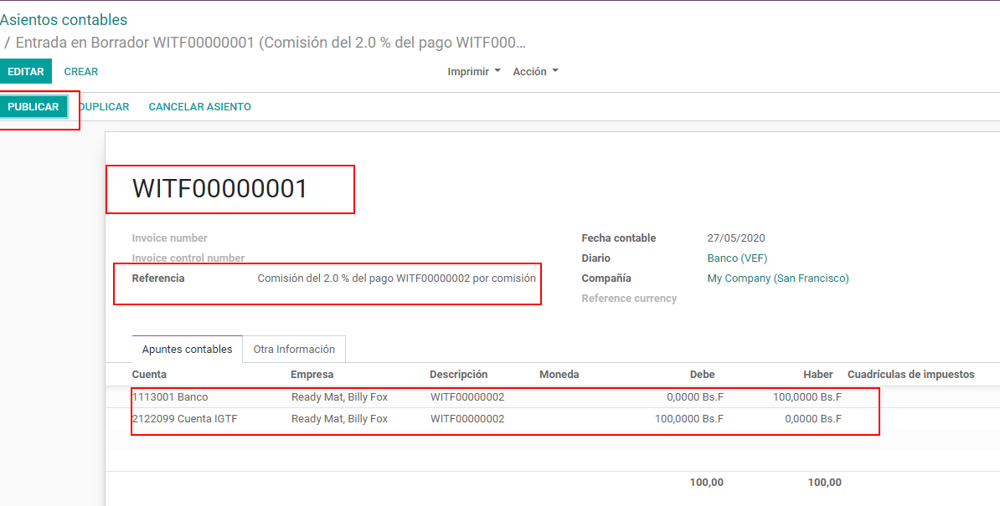 Asientos contables
/ Entrada en Borrador WITF00000001 (Comisión del 2.0 % del pago WITF000…
EDITAR CREAR Imprimir Acción
PUBLICAR DUPLICAR CANCELAR ASIENTO
WITF00000001
Invoice number Fecha contable 27/05/2020
Invoice control number Diario Banco (VEF)
Referencia Comisión del 2.0 % del pago WITF00000002 por comisión Compañía My Company (San Francisco)
Reference currency
Apuntes contables Otra Información
Cuenta Empresa Descripción Moneda Debe Haber Cuadrículas de impuestos
1113001 Banco Ready Mat, Billy Fox WITF00000002 0,0000 Bs.F 100,0000 Bs.F
2122099 Cuenta IGTF Ready Mat, Billy Fox WITF00000002 100,0000 Bs.F 0,0000 Bs.F
100,00 100,00